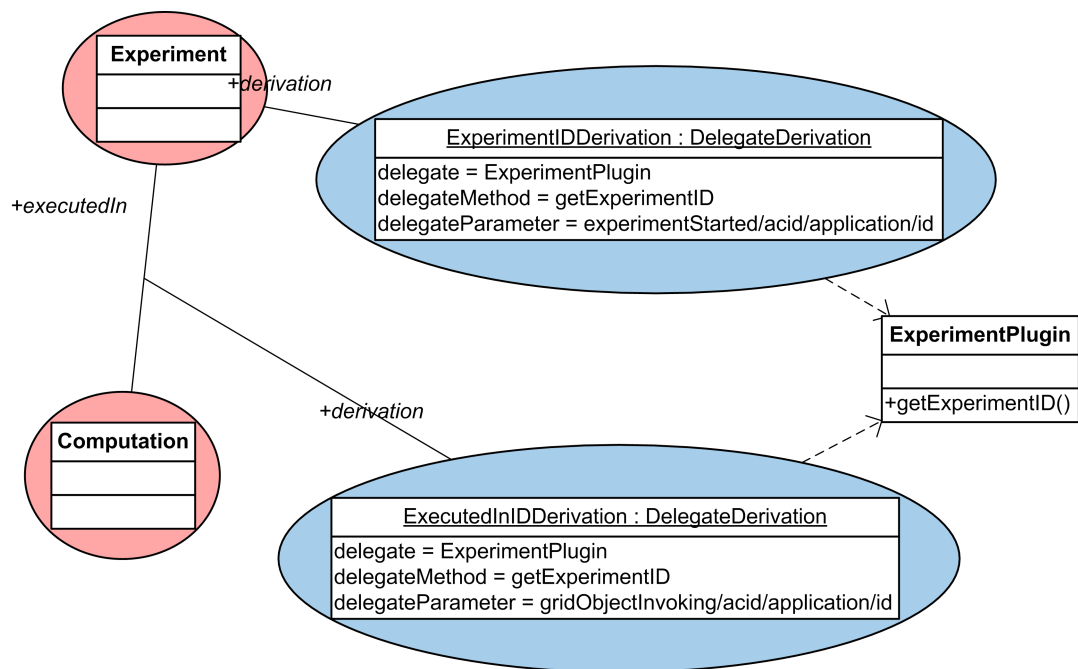 Experiment
+derivation
ExperimentIDDerivation : DelegateDerivation
delegate = ExperimentPlugin
delegateMethod = getExperimentID
delegateParameter = experimentStarted/acid/application/id
+executedIn
ExperimentPlugin
+getExperimentID()
+derivation
Computation
ExecutedInIDDerivation : DelegateDerivation
delegate = ExperimentPlugin
delegateMethod = getExperimentID
delegateParameter = gridObjectInvoking/acid/application/id